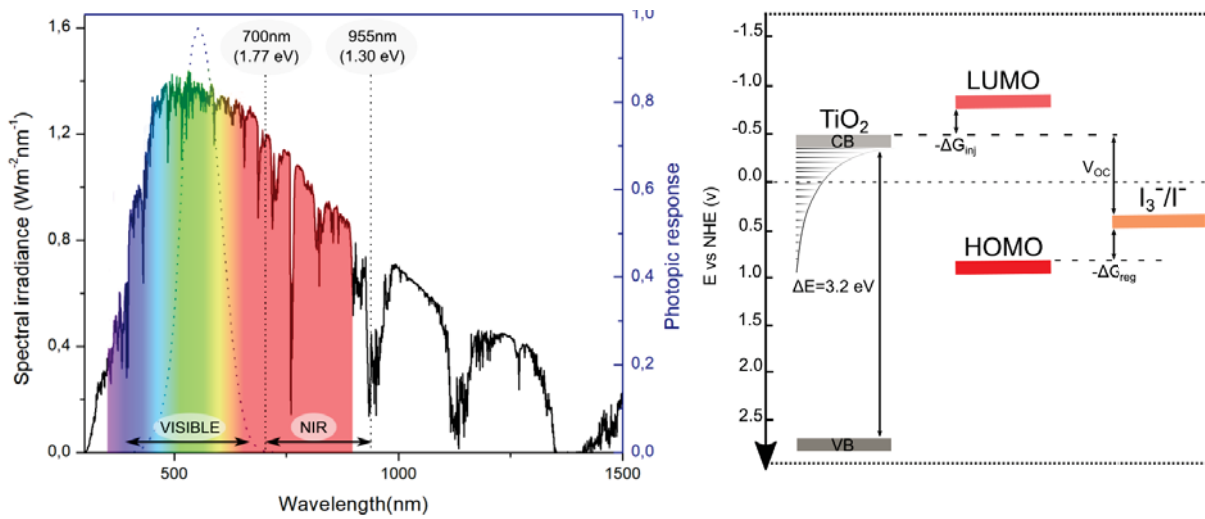 1,6
1,2
0,8
0,4
0,0
Spectral irradiance (Wm⁻²nm⁻¹)
700nm
(1.77 eV)
955nm
(1.30 eV)
VISIBLE
NIR
500
1000
1500
Wavelength(nm)
1,0
0,8
0,6
0,4
0,2
0,0
Photopic response
-1.5
-1.0
-0.5
0.0
0.5
1.0
1.5
2.0
2.5
E vs NHE (v)
TiO₂
CB
ΔE=3.2 eV
VB
LUMO
-ΔG_inj
HOMO
V_OC
I₃⁻/I⁻
-ΔG_reg